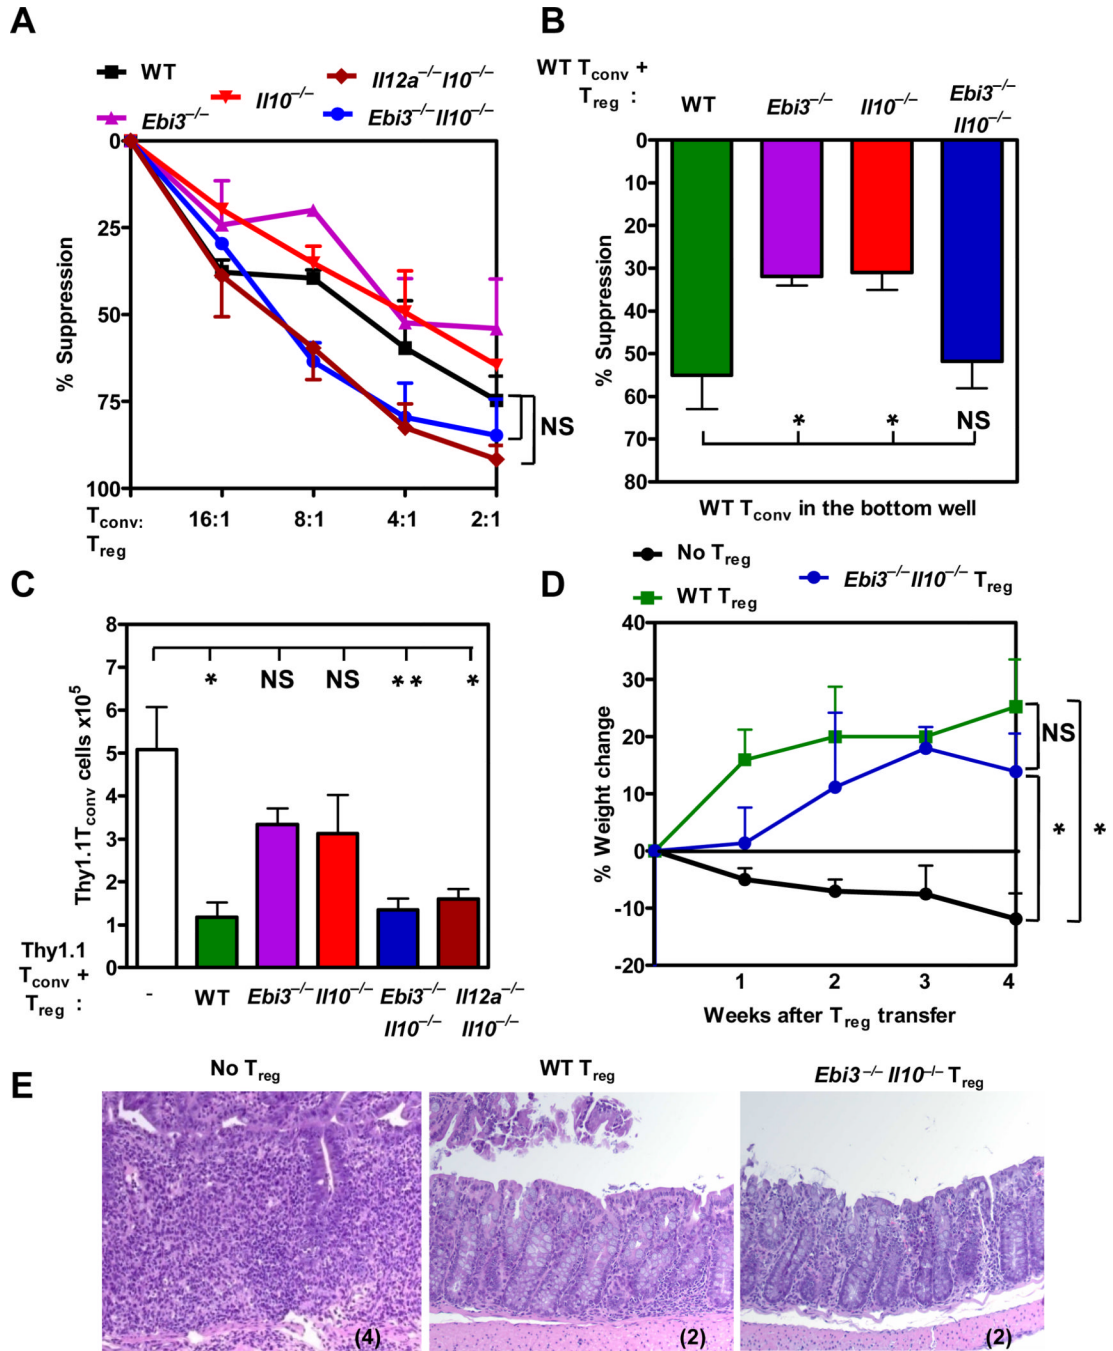 A
WT
Il12a–/–I10–/–
Il10–/–
Ebi3–/–
Ebi3–/–Il10–/–
0
25
50
75
100
% Suppression
NS
Tconv:
Treg
16:1
8:1
4:1
2:1
B
WT Tconv +
Treg :
WT
Ebi3–/–
Il10–/–
Ebi3–/–
Il10–/–
0
10
20
30
40
50
60
70
80
% Suppression
*
*
NS
WT Tconv in the bottom well
C
8
7
6
5
4
3
2
1
0
Thy1.1Tconv cells x10^5
*
NS
NS
**
*
Thy1.1
Tconv +
Treg :
-
WT
Ebi3–/–
Il10–/–
Ebi3–/–
Il10–/–
Il12a–/–
Il10–/–
D
No Treg
WT Treg
Ebi3–/–Il10–/– Treg
40
30
20
10
0
-10
-20
% Weight change
NS
*
*
1
2
3
4
Weeks after Treg transfer
E
No Treg
WT Treg
Ebi3–/– Il10–/– Treg
(4)
(2)
(2)